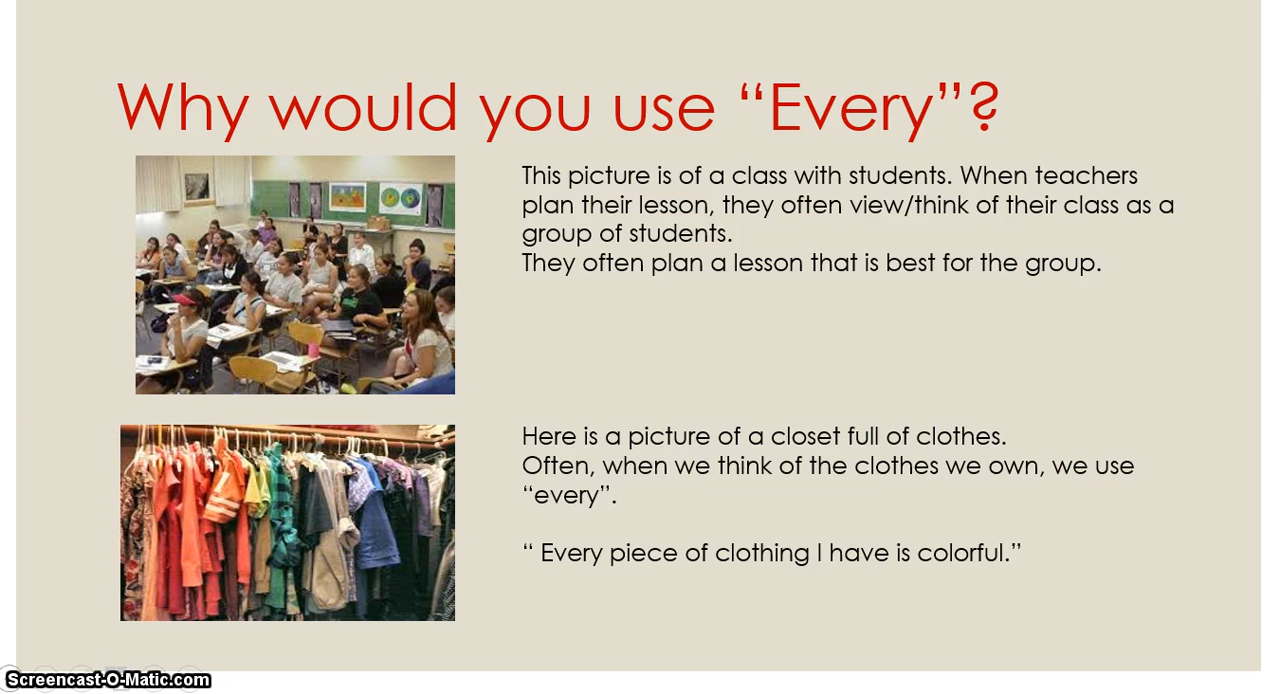 Why would you use “Every”?
This picture is of a class with students. When teachers
plan their lesson, they often view/think of their class as a
group of students.
They often plan a lesson that is best for the group.
Here is a picture of a closet full of clothes.
Often, when we think of the clothes we own, we use
“every”.
“ Every piece of clothing I have is colorful.”
Screencast-O-Matic.com